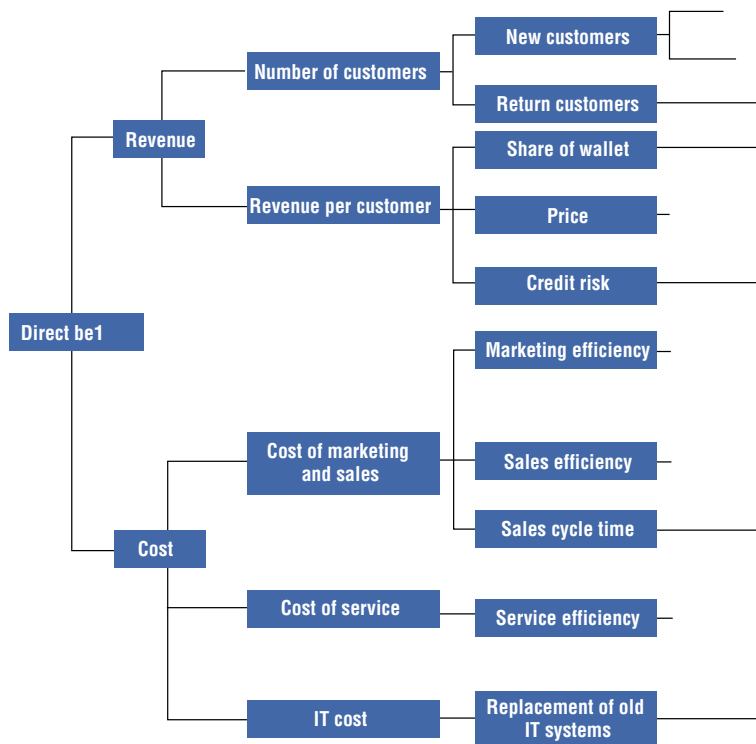 New customers
Number of customers
Return customers
Revenue
Share of wallet
Revenue per customer
Price
Credit risk
Direct be1
Marketing efficiency
Cost of marketing
and sales
Sales efficiency
Sales cycle time
Cost
Cost of service
Service efficiency
IT cost
Replacement of old
IT systems